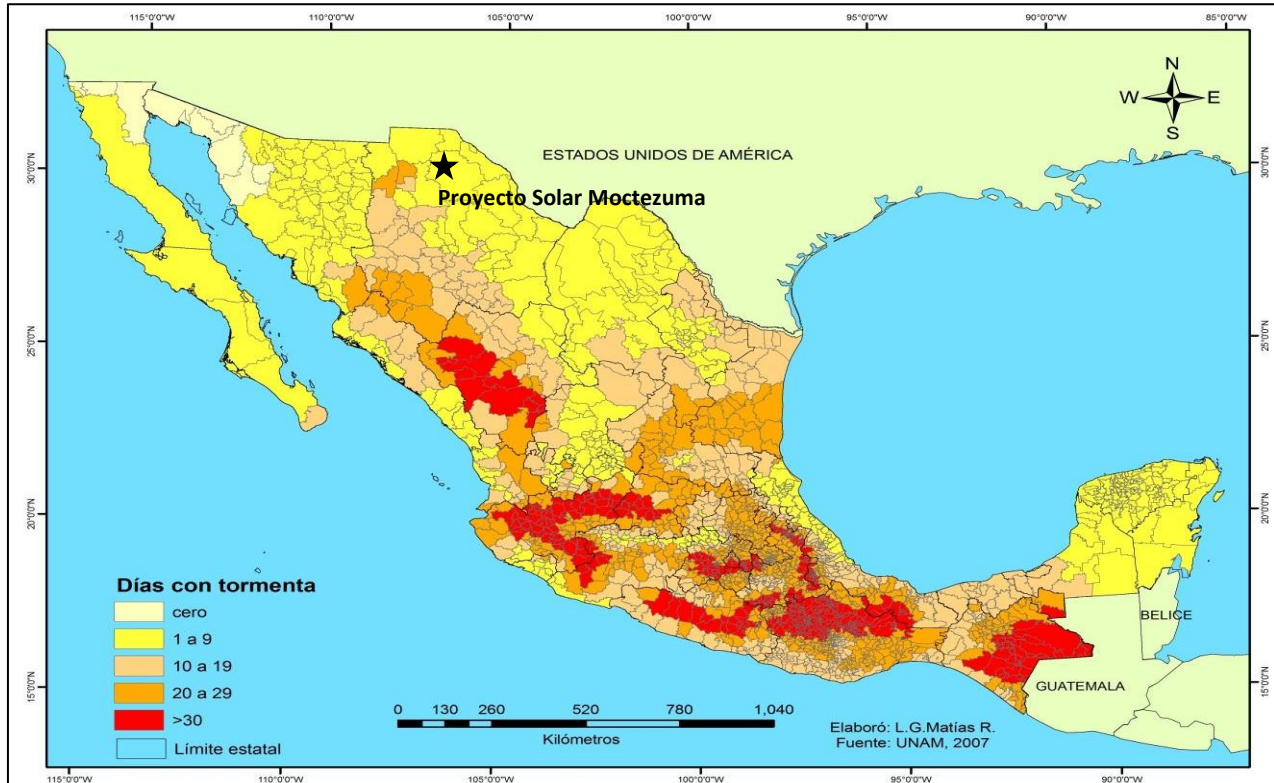 115°0'0"W
110°0'0"W
105°0'0"W
100°0'0"W
95°0'0"W
90°0'0"W
85°0'0"W
N
W E
S
ESTADOS UNIDOS DE AMÉRICA
30°0'0"N
30°0'0"N
Proyecto Solar Moctezuma
25°0'0"N
25°0'0"N
20°0'0"N
20°0'0"N
Días con tormenta
cero
1 a 9
10 a 19
20 a 29
>30
Límite estatal
BELICE
GUATEMALA
15°0'0"N
15°0'0"N
0 130 260 520 780 1,040
Kilómetros
Elaboró: L.G.Matías R.
Fuente: UNAM, 2007
115°0'0"W
110°0'0"W
105°0'0"W
100°0'0"W
95°0'0"W
90°0'0"W